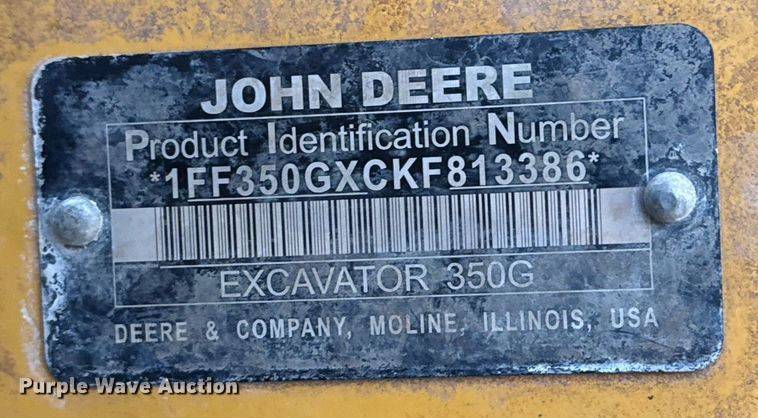 JOHN DEERE
Product Identification Number
*1FF350GXCKF813386*
EXCAVATOR 350G
DEERE & COMPANY, MOLINE, ILLINOIS, USA
Purple Wave Auction